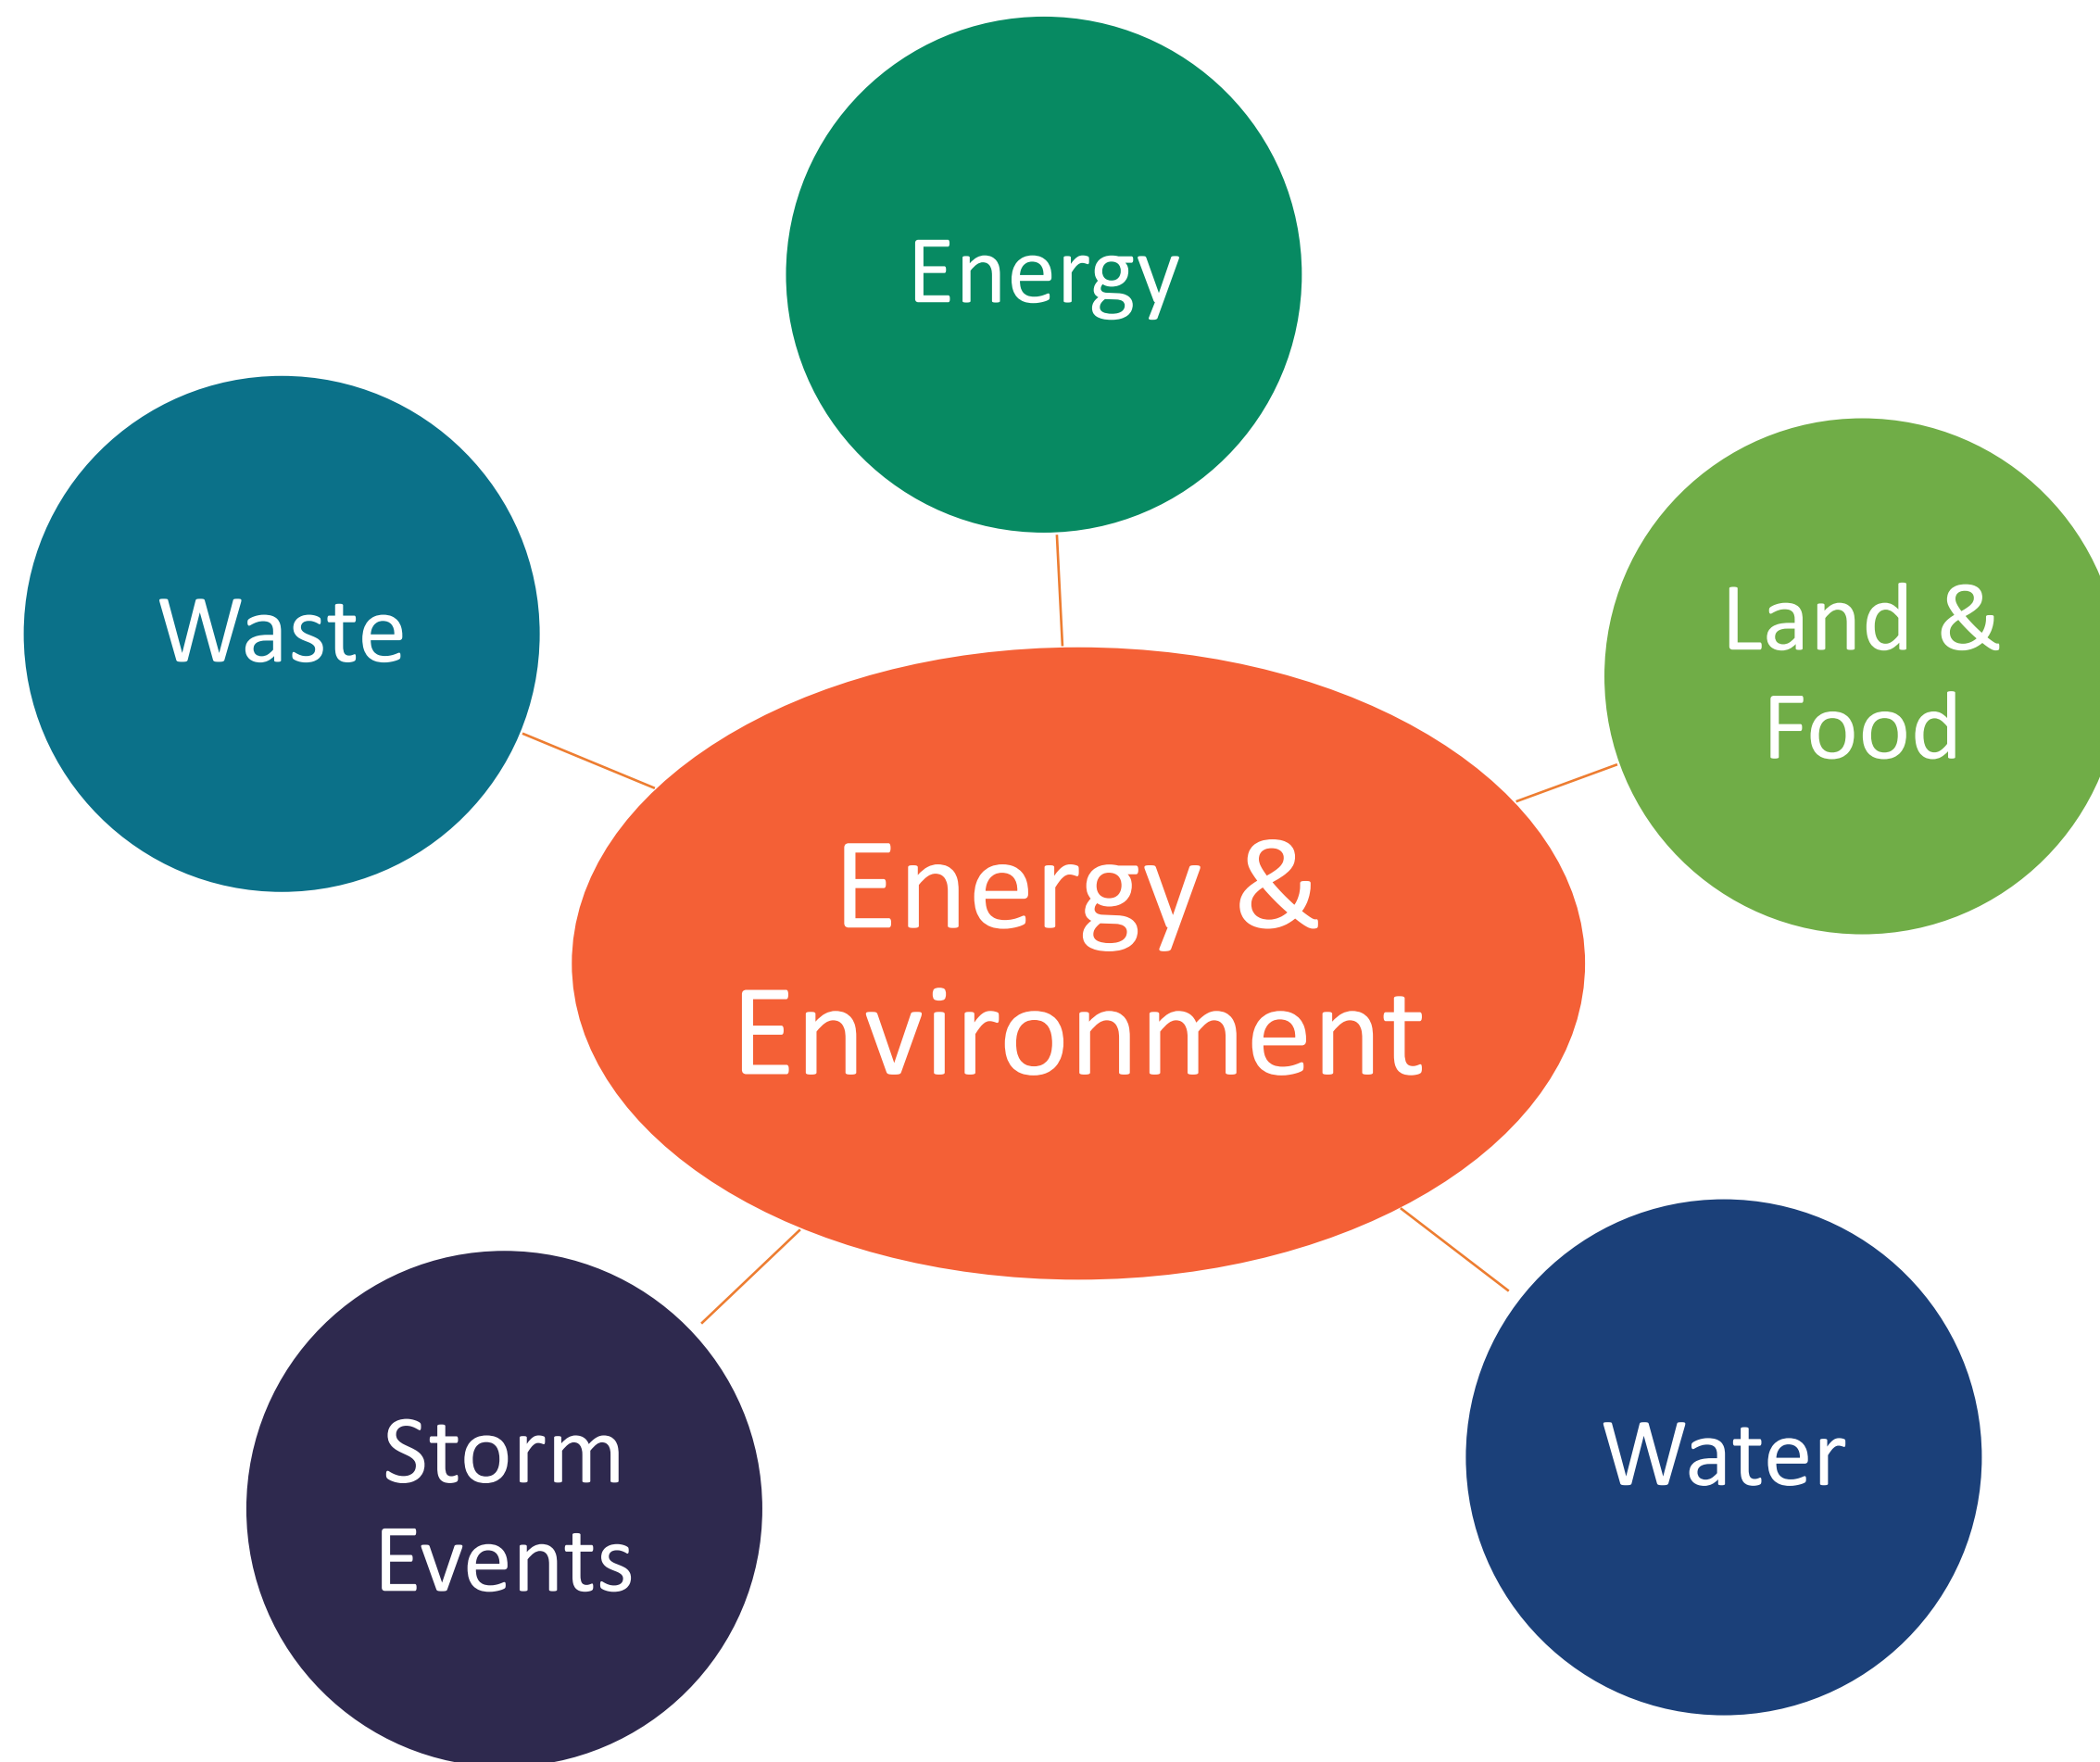 Energy
Waste
Land &
Food
Energy &
Environment
Storm
Events
Water